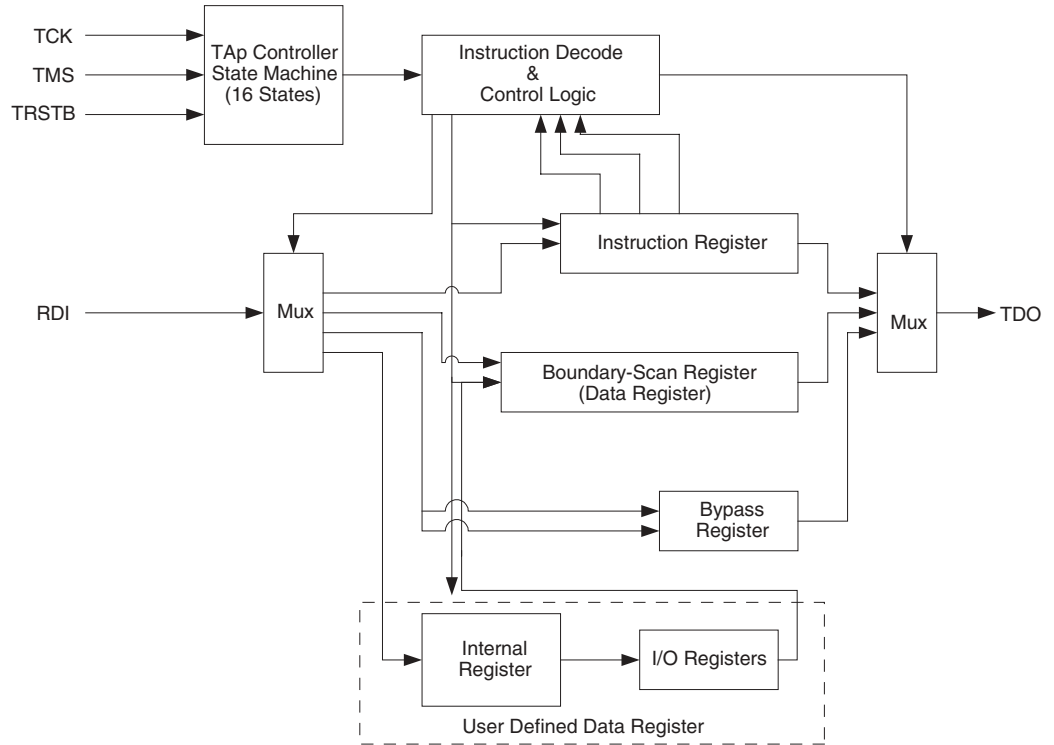 TCK
TMS
TRSTB
TAp Controller
State Machine
(16 States)
Instruction Decode
&
Control Logic
Instruction Register
RDI
Mux
Mux
TDO
Boundary-Scan Register
(Data Register)
Bypass
Register
Internal
Register
I/O Registers
User Defined Data Register